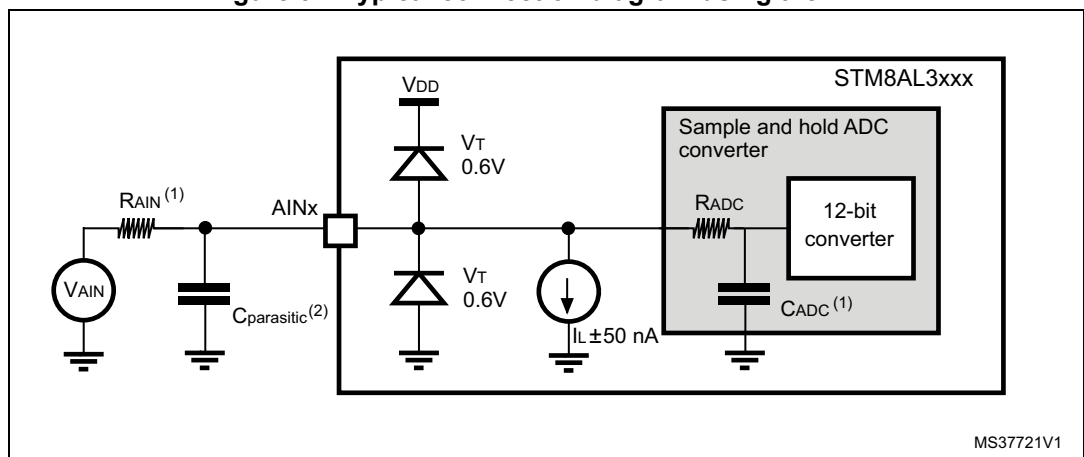 STM8AL3xxx
VDD
Sample and hold ADC
converter
VT
0.6V
RAIN (1)
AINx
RADC
12-bit
converter
VAIN
Cparasitic(2)
VT
0.6V
IL±50 nA
CADC (1)
MS37721V1